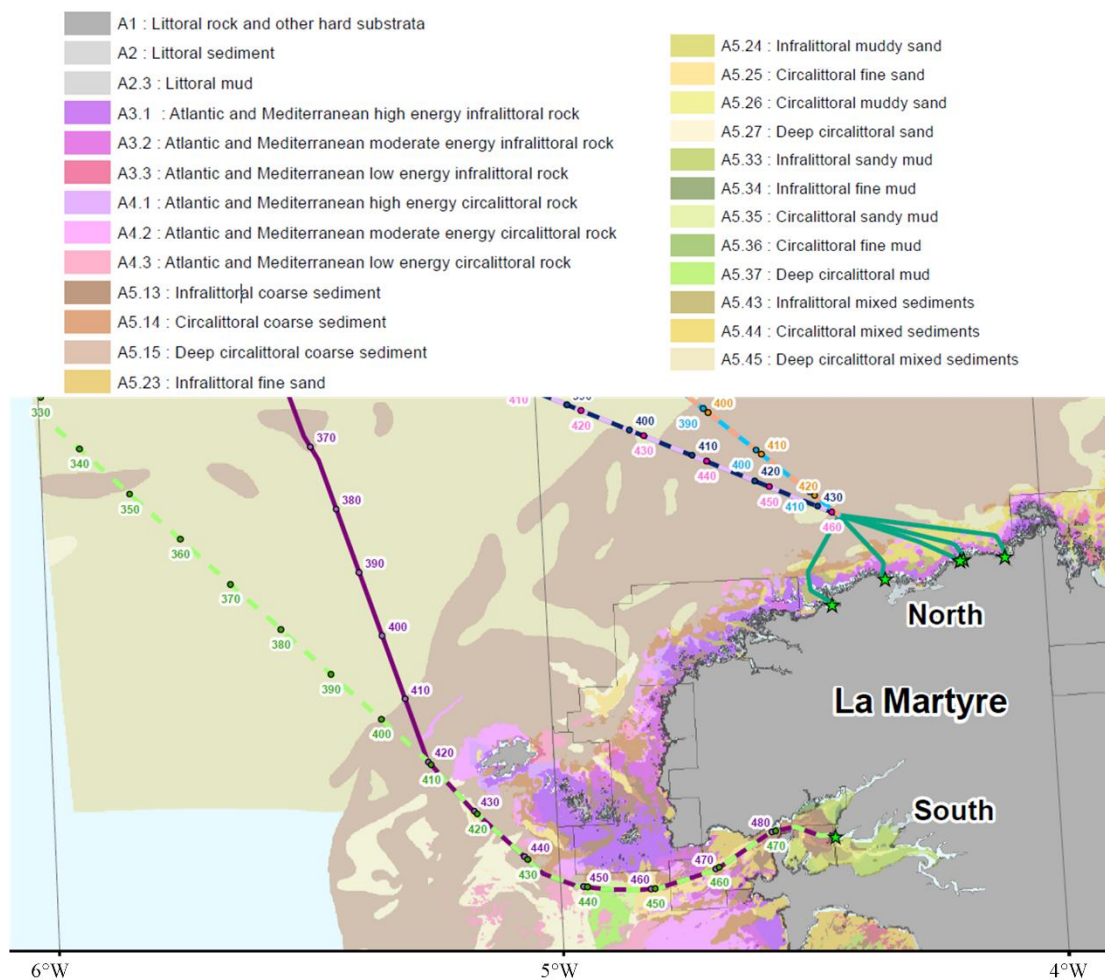 A1 : Littoral rock and other hard substrata
A2 : Littoral sediment
A2.3 : Littoral mud
A3.1 : Atlantic and Mediterranean high energy infralittoral rock
A3.2 : Atlantic and Mediterranean moderate energy infralittoral rock
A3.3 : Atlantic and Mediterranean low energy infralittoral rock
A4.1 : Atlantic and Mediterranean high energy circalittoral rock
A4.2 : Atlantic and Mediterranean moderate energy circalittoral rock
A4.3 : Atlantic and Mediterranean low energy circalittoral rock
A5.13 : Infralittoral coarse sediment
A5.14 : Circalittoral coarse sediment
A5.15 : Deep circalittoral coarse sediment
A5.23 : Infralittoral fine sand
A5.24 : Infralittoral muddy sand
A5.25 : Circalittoral fine sand
A5.26 : Circalittoral muddy sand
A5.27 : Deep circalittoral sand
A5.33 : Infralittoral sandy mud
A5.34 : Infralittoral fine mud
A5.35 : Circalittoral sandy mud
A5.36 : Circalittoral fine mud
A5.37 : Deep circalittoral mud
A5.43 : Infralittoral mixed sediments
A5.44 : Circalittoral mixed sediments
A5.45 : Deep circalittoral mixed sediments
330
340
350
360
370
380
390
400
410
420
430
440
450
460
470
370
380
390
400
410
420
430
440
450
460
470
480
410
420
430
440
450
460
400
410
420
430
390
400
410
400
410
420
North
La Martyre
South
6°W
5°W
4°W